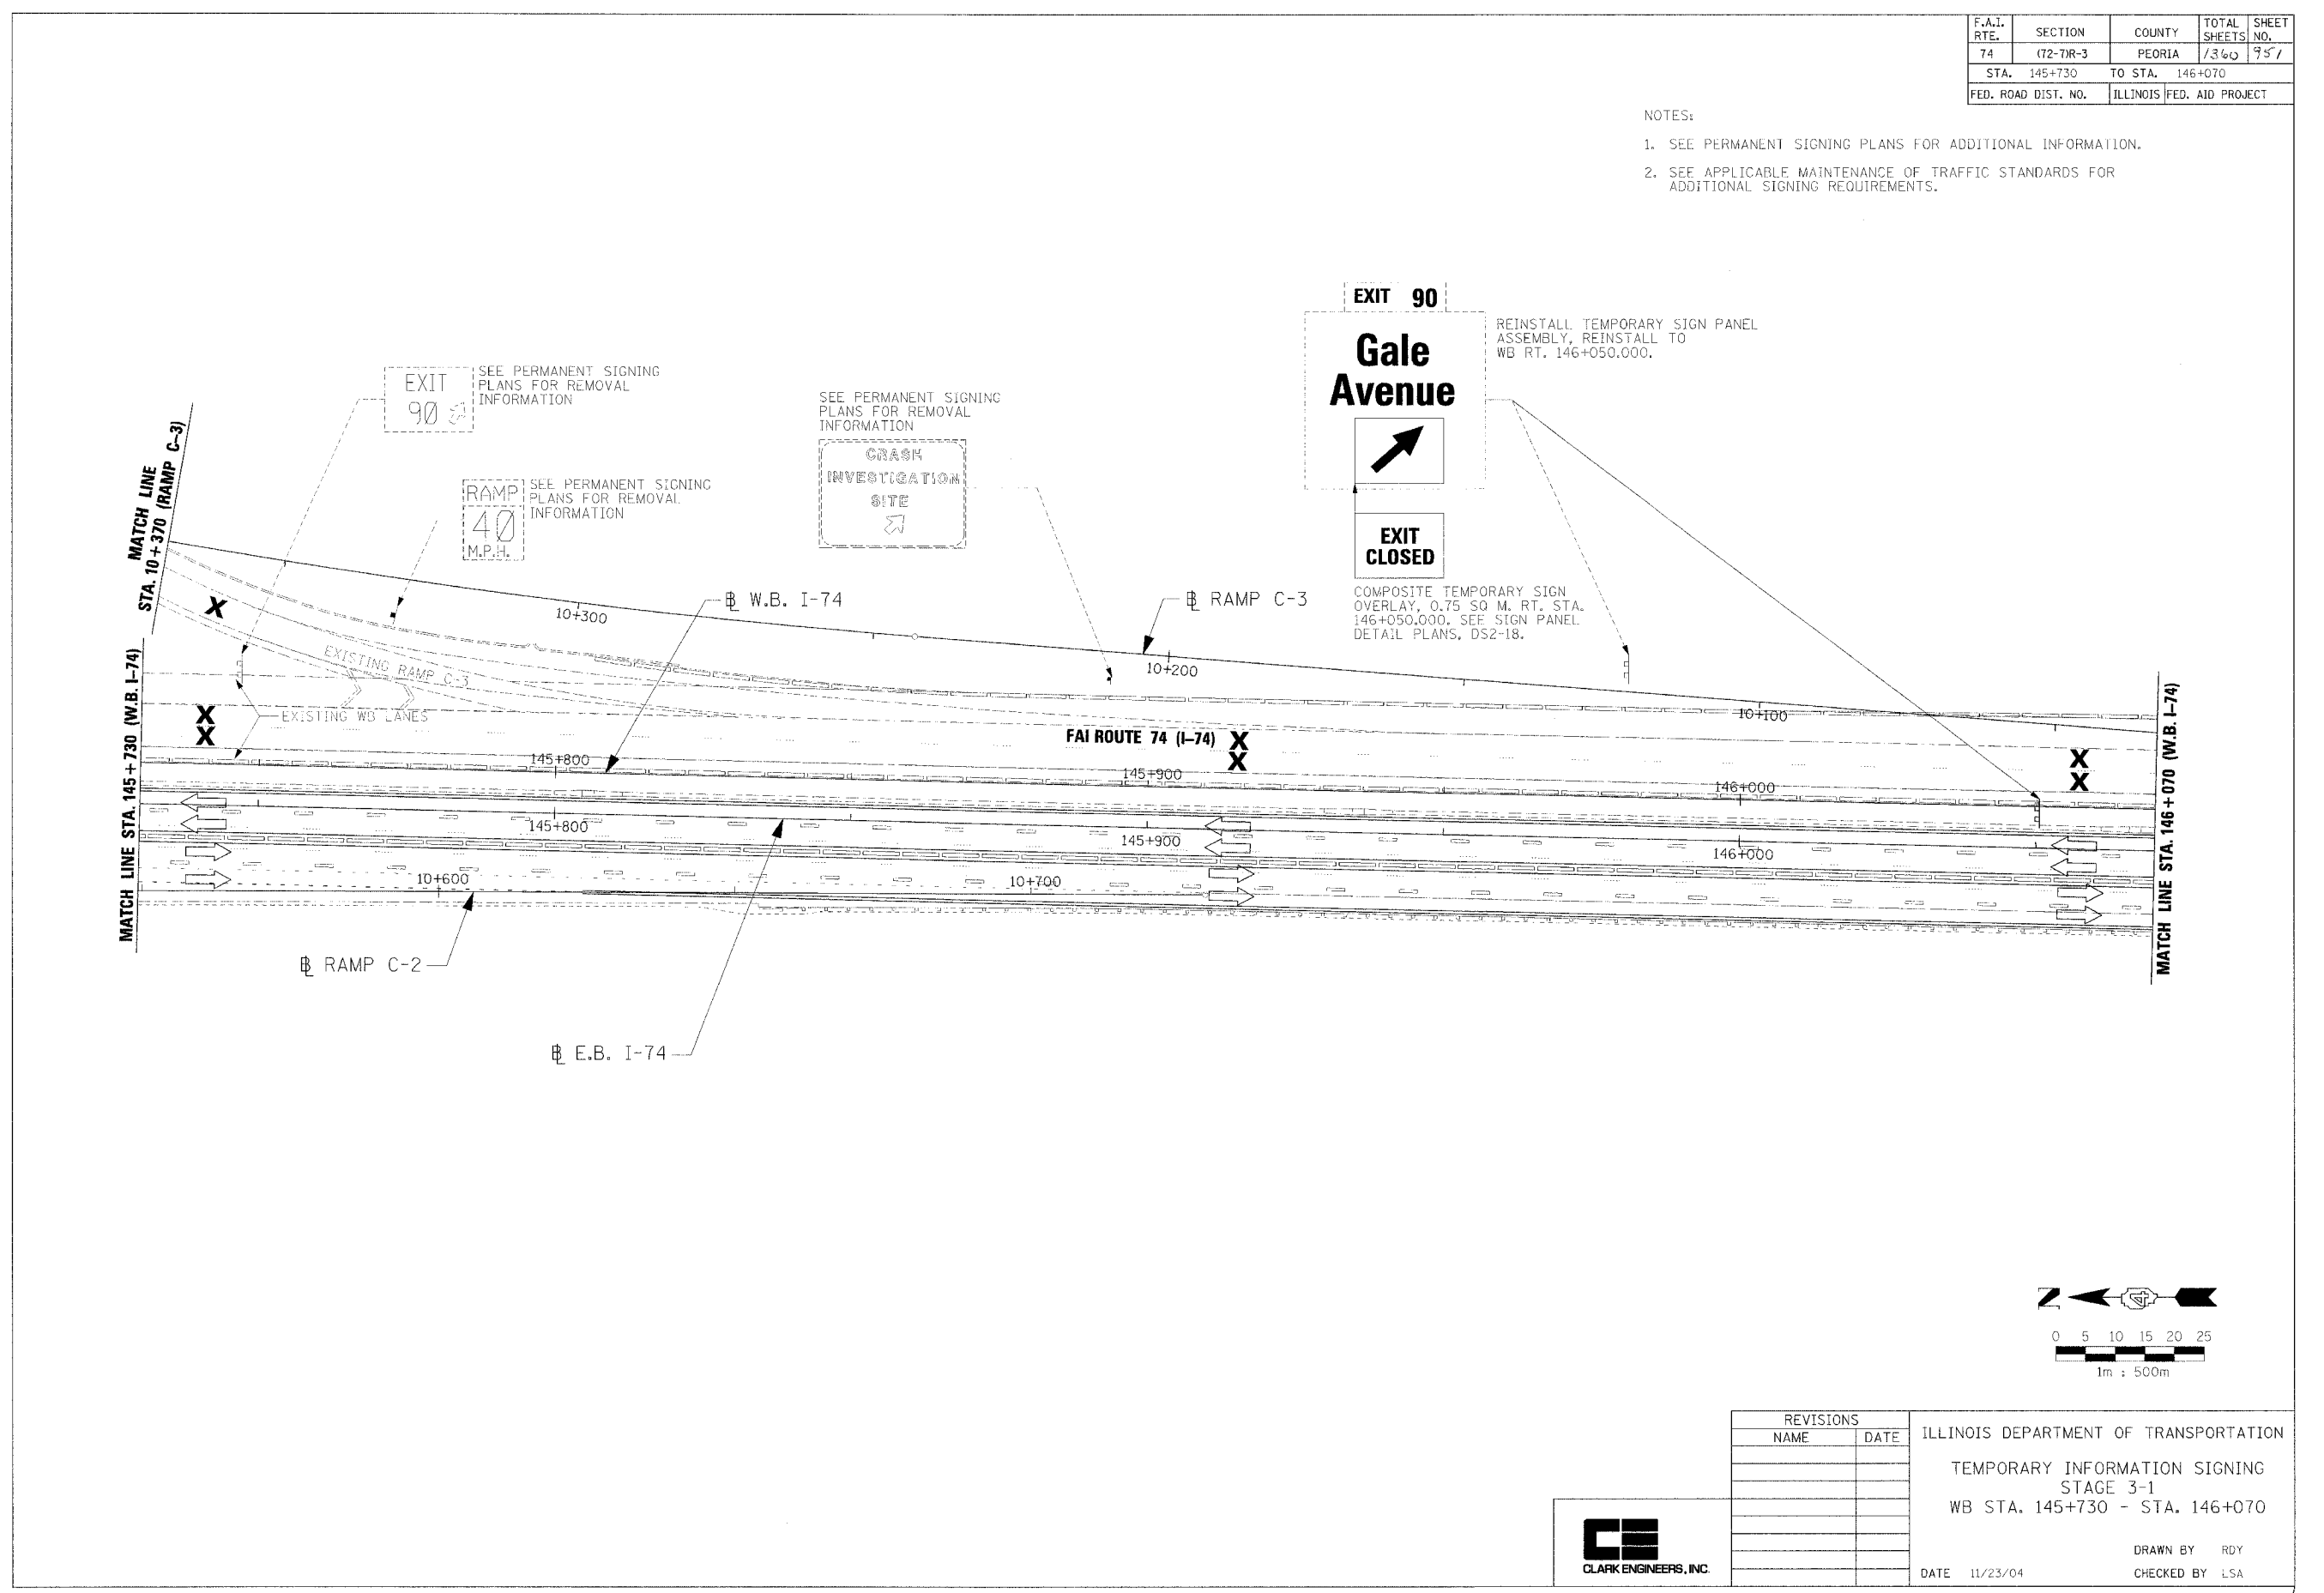 F.A.I. RTE. SECTION COUNTY TOTAL SHEETS SHEET NO.
74 (72-7)R-3 PEORIA 1360 951
STA. 145+730 TO STA. 146+070
FED. ROAD DIST. NO. ILLINOIS FED. AID PROJECT
NOTES:
1. SEE PERMANENT SIGNING PLANS FOR ADDITIONAL INFORMATION.
2. SEE APPLICABLE MAINTENANCE OF TRAFFIC STANDARDS FOR
ADDITIONAL SIGNING REQUIREMENTS.
EXIT 90
Gale
Avenue
REINSTALL TEMPORARY SIGN PANEL
ASSEMBLY, REINSTALL TO
WB RT. 146+050.000.
EXIT
CLOSED
COMPOSITE TEMPORARY SIGN
OVERLAY, 0.75 SQ M. RT. STA.
146+050.000. SEE SIGN PANEL
DETAIL PLANS, DS2-18.
EXIT
90
SEE PERMANENT SIGNING
PLANS FOR REMOVAL
INFORMATION
RAMP
40
M.P.H.
SEE PERMANENT SIGNING
PLANS FOR REMOVAL
INFORMATION
SEE PERMANENT SIGNING
PLANS FOR REMOVAL
INFORMATION
CRASH
INVESTIGATION
SITE
MATCH LINE
STA. 10+370 (RAMP C-3)
X
10+300
BL W.B. I-74
BL RAMP C-3
10+200
10+100
EXISTING RAMP C-3
EXISTING WB LANES
X
X
FAI ROUTE 74 (I-74)
X
X
X
X
145+800
145+900
146+000
145+800
145+900
146+000
10+600
10+700
MATCH LINE STA. 145+730 (W.B. I-74)
MATCH LINE STA. 146+070 (W.B. I-74)
BL RAMP C-2
BL E.B. I-74
N
74
0 5 10 15 20 25
1m : 500m
REVISIONS
NAME DATE
ILLINOIS DEPARTMENT OF TRANSPORTATION
TEMPORARY INFORMATION SIGNING
STAGE 3-1
WB STA. 145+730 - STA. 146+070
DRAWN BY RDY
DATE 11/23/04 CHECKED BY LSA
CE
CLARK ENGINEERS, INC.